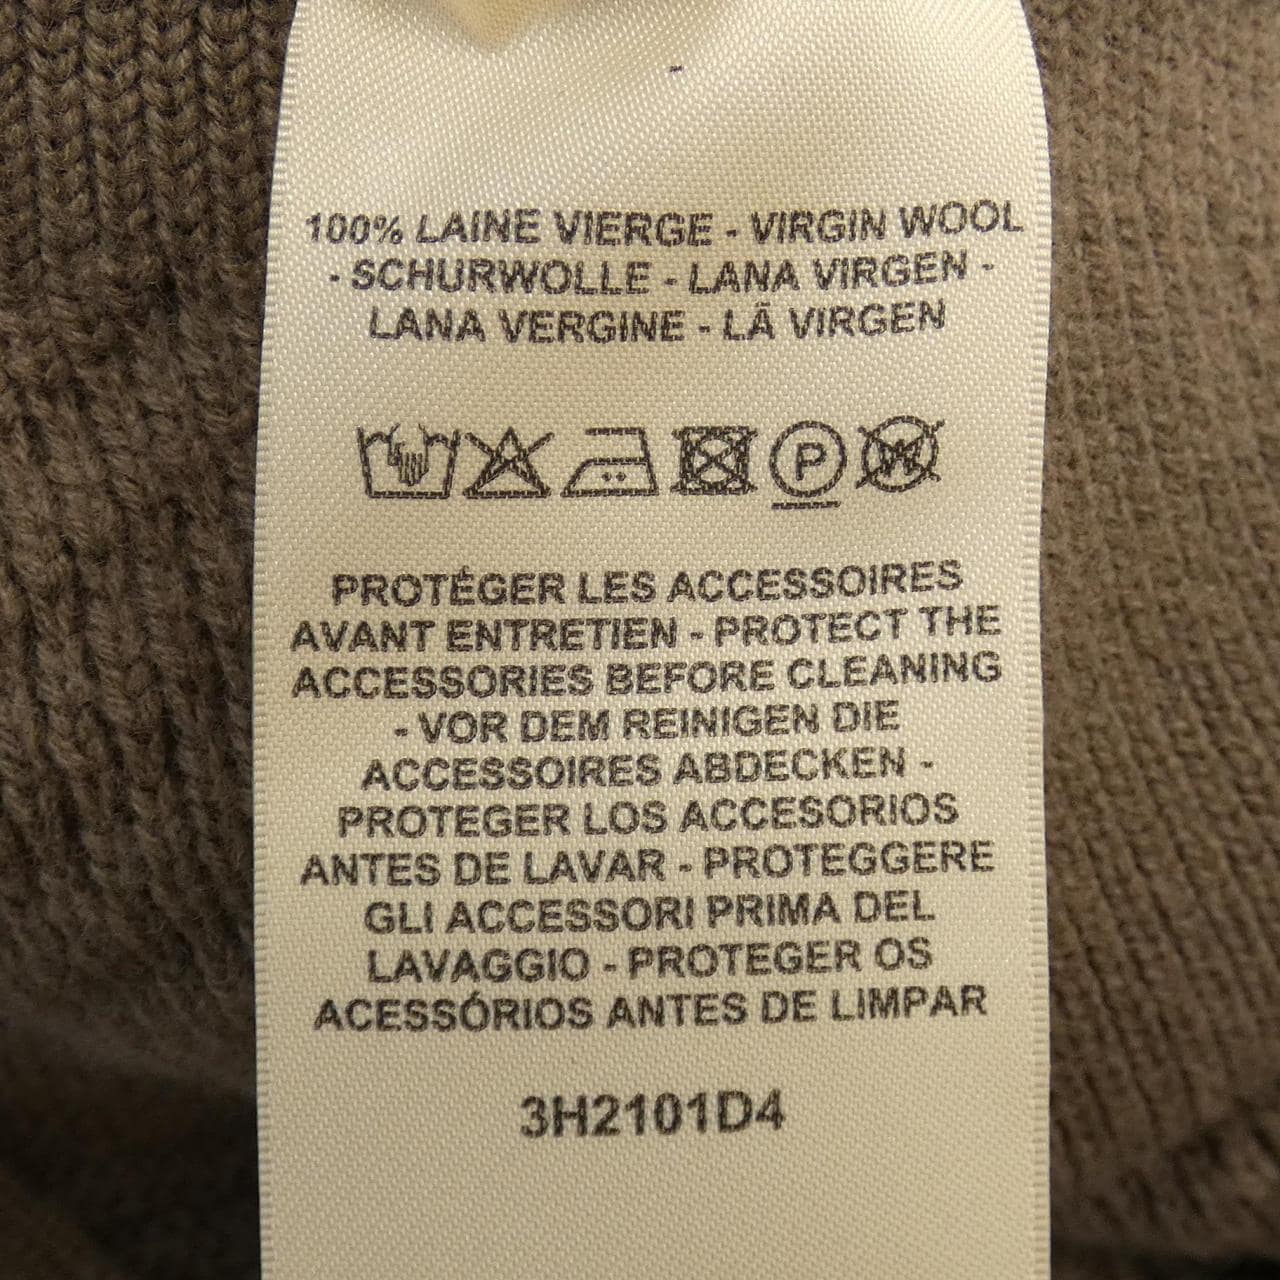 100% LAINE VIERGE - VIRGIN WOOL
- SCHURWOLLE - LANA VIRGEN -
LANA VERGINE - LÃ VIRGEN
P W
PROTÉGER LES ACCESSOIRES
AVANT ENTRETIEN - PROTECT THE
ACCESSORIES BEFORE CLEANING
- VOR DEM REINIGEN DIE
ACCESSOIRES ABDECKEN -
PROTEGER LOS ACCESORIOS
ANTES DE LAVAR - PROTEGGERE
GLI ACCESSORI PRIMA DEL
LAVAGGIO - PROTEGER OS
ACESSÓRIOS ANTES DE LIMPAR
3H2101D4